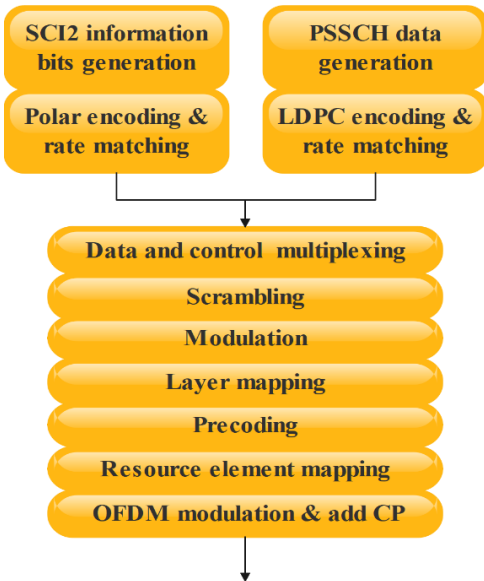 SCI2 information
bits generation
Polar encoding &
rate matching
PSSCH data
generation
LDPC encoding &
rate matching
Data and control multiplexing
Scrambling
Modulation
Layer mapping
Precoding
Resource element mapping
OFDM modulation & add CP